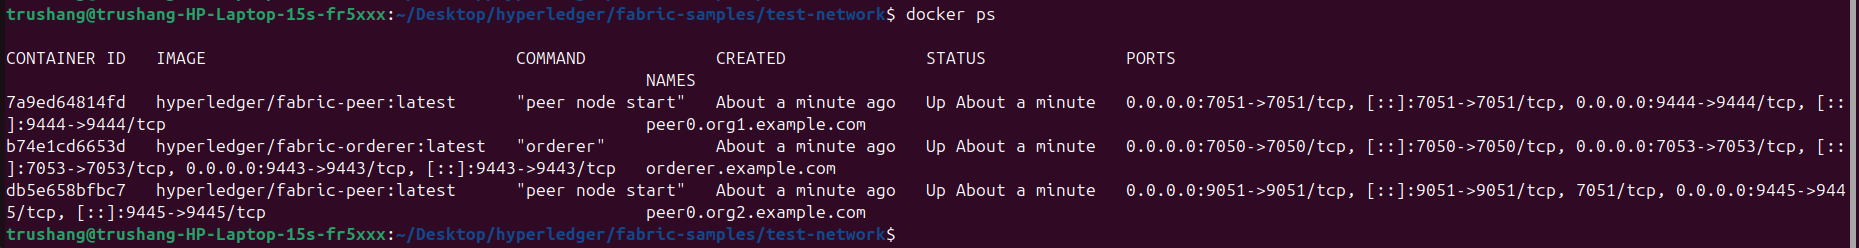 trushang@trushang-HP-Laptop-15s-fr5xxx:~/Desktop/hyperledger/fabric-samples/test-network$ docker ps
CONTAINER ID   IMAGE                               COMMAND             CREATED              STATUS              PORTS
NAMES
7a9ed64814fd   hyperledger/fabric-peer:latest      "peer node start"   About a minute ago   Up About a minute   0.0.0.0:7051->7051/tcp, [::]:7051->7051/tcp, 0.0.0.0:9444->9444/tcp, [::
]:9444->9444/tcp                                                peer0.org1.example.com
b74e1cd6653d   hyperledger/fabric-orderer:latest   "orderer"           About a minute ago   Up About a minute   0.0.0.0:7050->7050/tcp, [::]:7050->7050/tcp, 0.0.0.0:7053->7053/tcp, [::
]:7053->7053/tcp, 0.0.0.0:9443->9443/tcp, [::]:9443->9443/tcp   orderer.example.com
db5e658bfbc7   hyperledger/fabric-peer:latest      "peer node start"   About a minute ago   Up About a minute   0.0.0.0:9051->9051/tcp, [::]:9051->9051/tcp, 7051/tcp, 0.0.0.0:9445->944
5/tcp, [::]:9445->9445/tcp                                      peer0.org2.example.com
trushang@trushang-HP-Laptop-15s-fr5xxx:~/Desktop/hyperledger/fabric-samples/test-network$